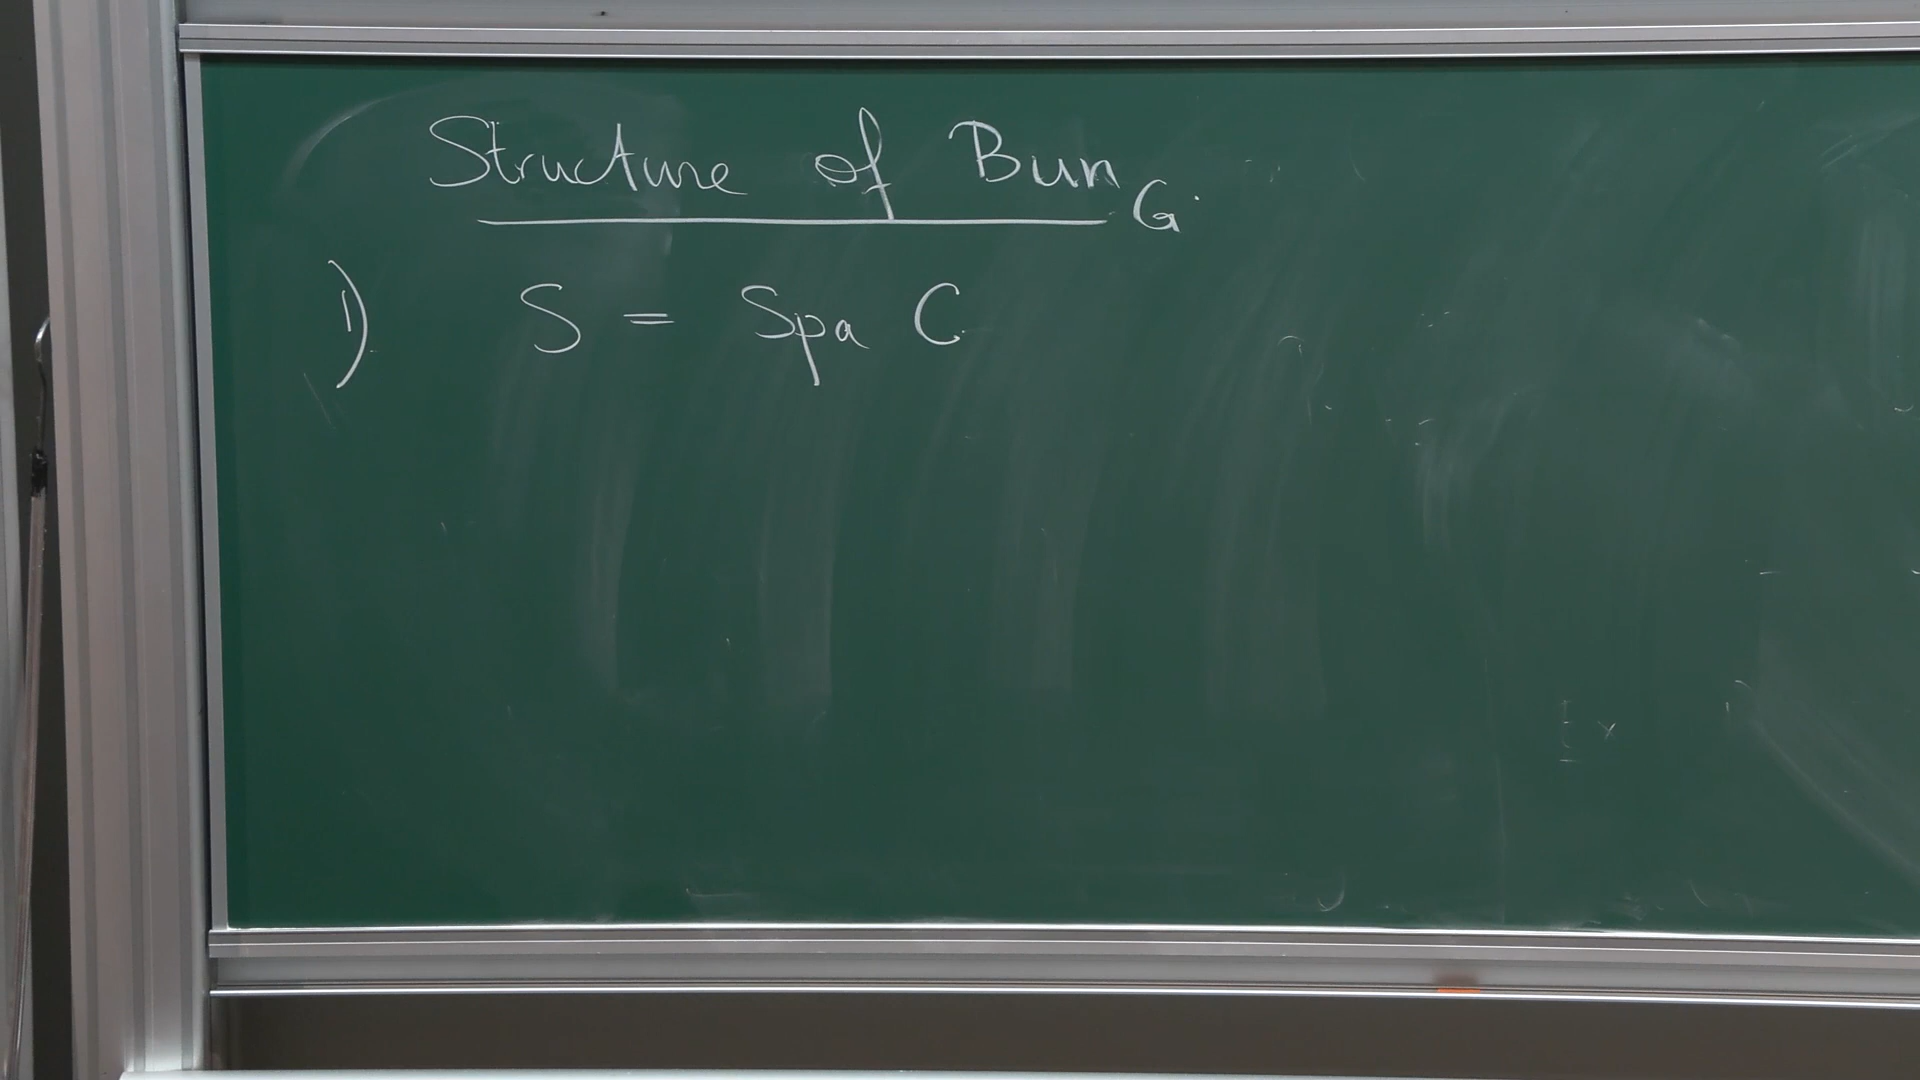 Structure of Bun_G.
1) S = Spa C